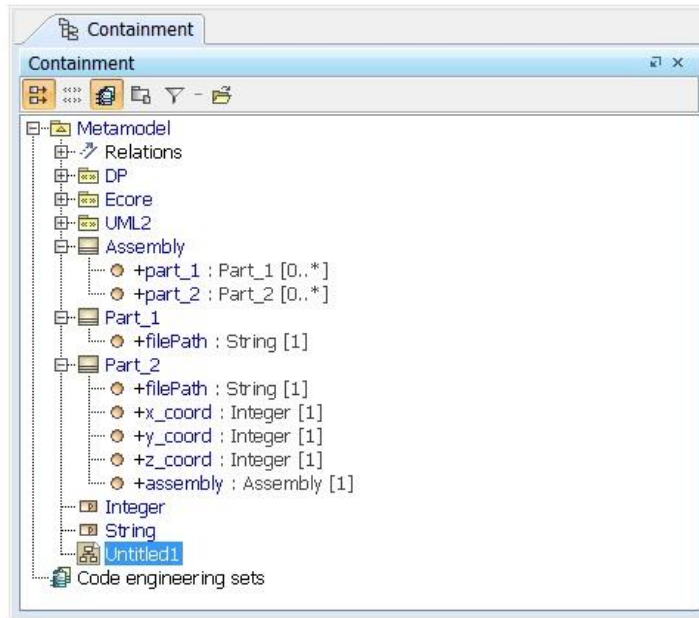 Containment
Containment
Metamodel
Relations
DP
Ecore
UML2
Assembly
+part_1 : Part_1 [0..*]
+part_2 : Part_2 [0..*]
Part_1
+filePath : String [1]
Part_2
+filePath : String [1]
+x_coord : Integer [1]
+y_coord : Integer [1]
+z_coord : Integer [1]
+assembly : Assembly [1]
Integer
String
Untitled1
Code engineering sets